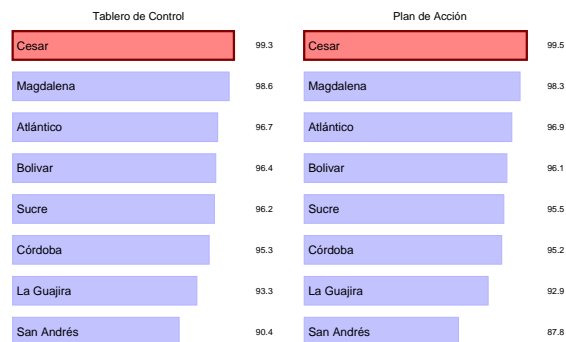 Tablero de Control
Cesar 99.3
Magdalena 98.6
Atlántico 96.7
Bolivar 96.4
Sucre 96.2
Córdoba 95.3
La Guajira 93.3
San Andrés 90.4
Plan de Acción
Cesar 99.5
Magdalena 98.3
Atlántico 96.9
Bolivar 96.1
Sucre 95.5
Córdoba 95.2
La Guajira 92.9
San Andrés 87.8